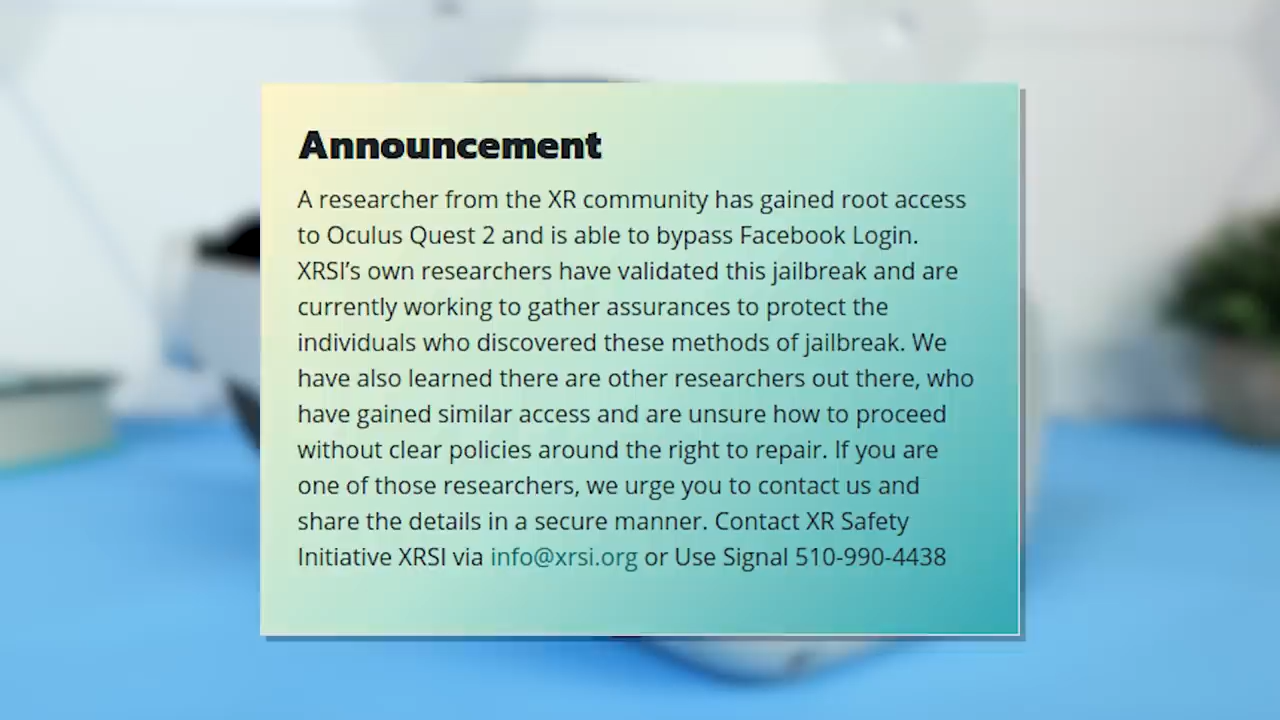 Announcement
A researcher from the XR community has gained root access
to Oculus Quest 2 and is able to bypass Facebook Login.
XRSI’s own researchers have validated this jailbreak and are
currently working to gather assurances to protect the
individuals who discovered these methods of jailbreak. We
have also learned there are other researchers out there, who
have gained similar access and are unsure how to proceed
without clear policies around the right to repair. If you are
one of those researchers, we urge you to contact us and
share the details in a secure manner. Contact XR Safety
Initiative XRSI via info@xrsi.org or Use Signal 510-990-4438